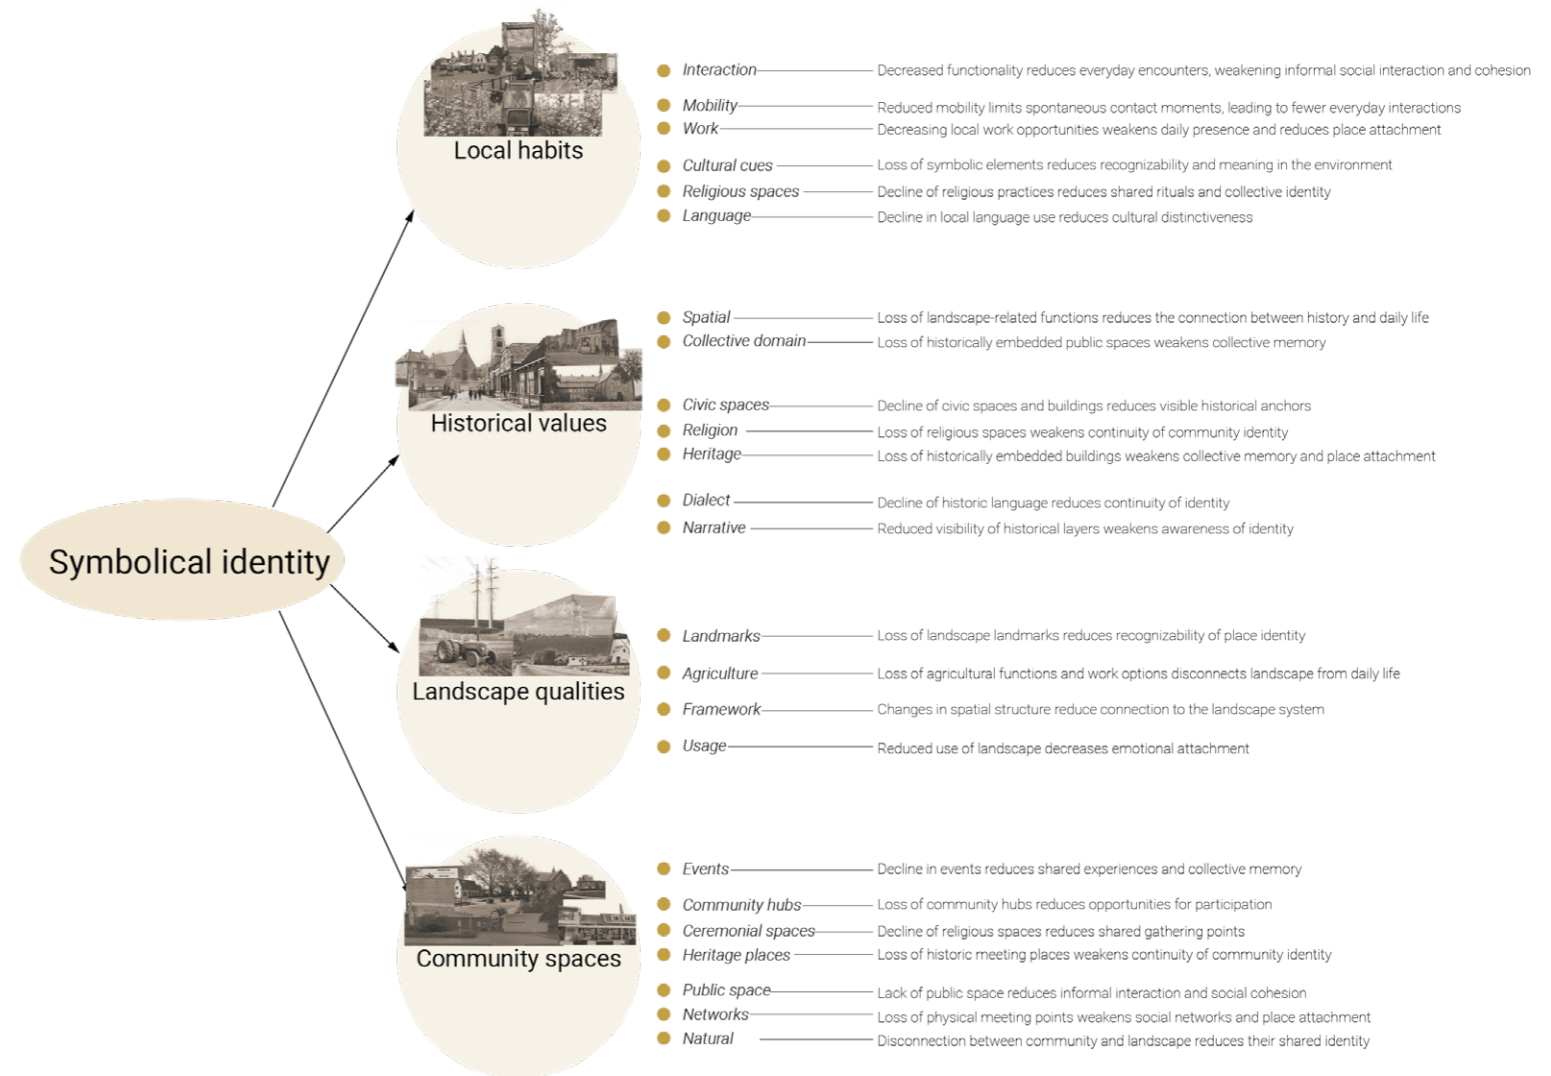 Local habits
Interaction Decreased functionality reduces everyday encounters, weakening informal social interaction and cohesion
Mobility Reduced mobility limits spontaneous contact moments, leading to fewer everyday interactions
Work Decreasing local work opportunities weakens daily presence and reduces place attachment
Cultural cues Loss of symbolic elements reduces recognizability and meaning in the environment
Religious spaces Decline of religious practices reduces shared rituals and collective identity
Language Decline in local language use reduces cultural distinctiveness
Historical values
Spatial Loss of landscape-related functions reduces the connection between history and daily life
Collective domain Loss of historically embedded public spaces weakens collective memory
Civic spaces Decline of civic spaces and buildings reduces visible historical anchors
Religion Loss of religious spaces weakens continuity of community identity
Heritage Loss of historically embedded buildings weakens collective memory and place attachment
Dialect Decline of historic language reduces continuity of identity
Narrative Reduced visibility of historical layers weakens awareness of identity
Symbolical identity
Landscape qualities
Landmarks Loss of landscape landmarks reduces recognizability of place identity
Agriculture Loss of agricultural functions and work options disconnects landscape from daily life
Framework Changes in spatial structure reduce connection to the landscape system
Usage Reduced use of landscape decreases emotional attachment
Community spaces
Events Decline in events reduces shared experiences and collective memory
Community hubs Loss of community hubs reduces opportunities for participation
Ceremonial spaces Decline of religious spaces reduces shared gathering points
Heritage places Loss of historic meeting places weakens continuity of community identity
Public space Lack of public space reduces informal interaction and social cohesion
Networks Loss of physical meeting points weakens social networks and place attachment
Natural Disconnection between community and landscape reduces their shared identity